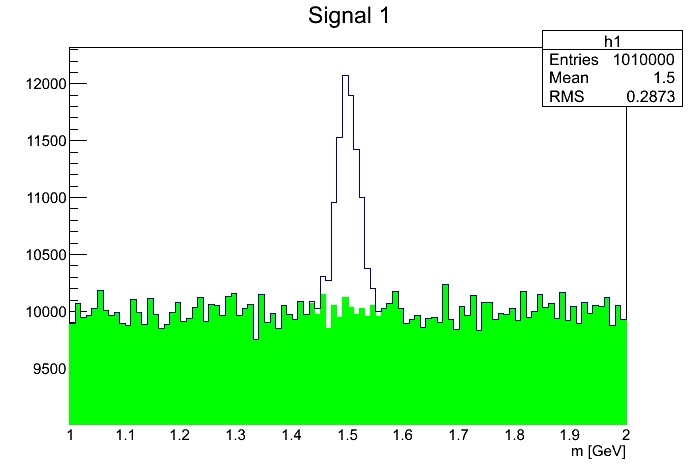 Signal 1
h1
Entries 1010000
Mean 1.5
RMS 0.2873
12000
11500
11000
10500
10000
9500
1 1.1 1.2 1.3 1.4 1.5 1.6 1.7 1.8 1.9 2
m [GeV]